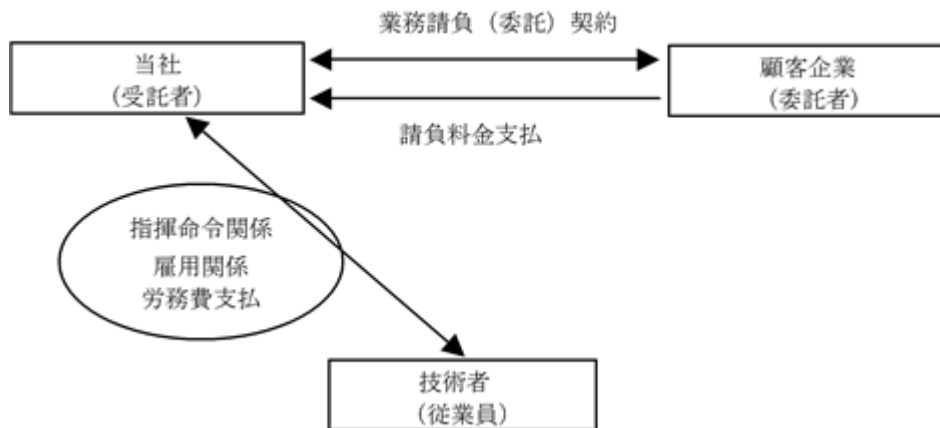 業務請負（委託）契約
当社
（受託者）
顧客企業
（委託者）
請負料金支払
指揮命令関係
雇用関係
労務費支払
技術者
（従業員）